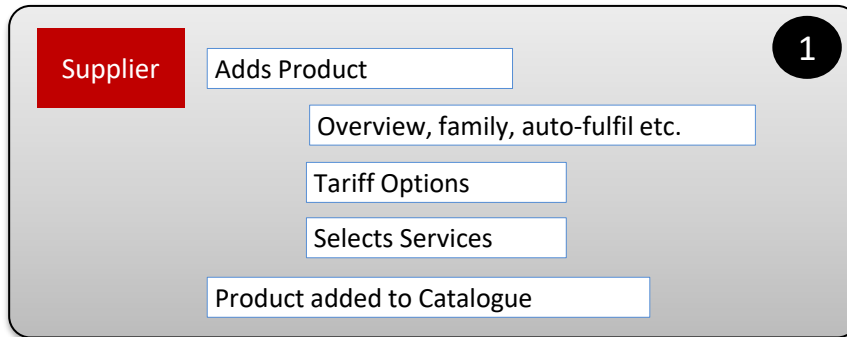 Supplier
Adds Product
1
Overview, family, auto-fulfil etc.
Tariff Options
Selects Services
Product added to Catalogue